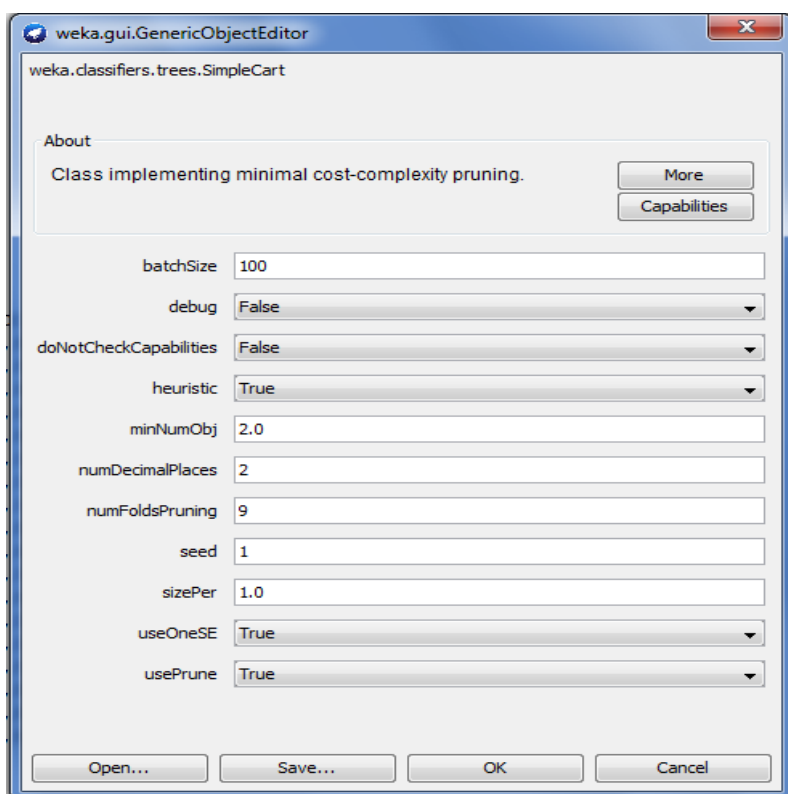 weka.gui.GenericObjectEditor
weka.classifiers.trees.SimpleCart
About
Class implementing minimal cost-complexity pruning.
More
Capabilities
batchSize 100
debug False
doNotCheckCapabilities False
heuristic True
minNumObj 2.0
numDecimalPlaces 2
numFoldsPruning 9
seed 1
sizePer 1.0
useOneSE True
usePrune True
Open... Save... OK Cancel